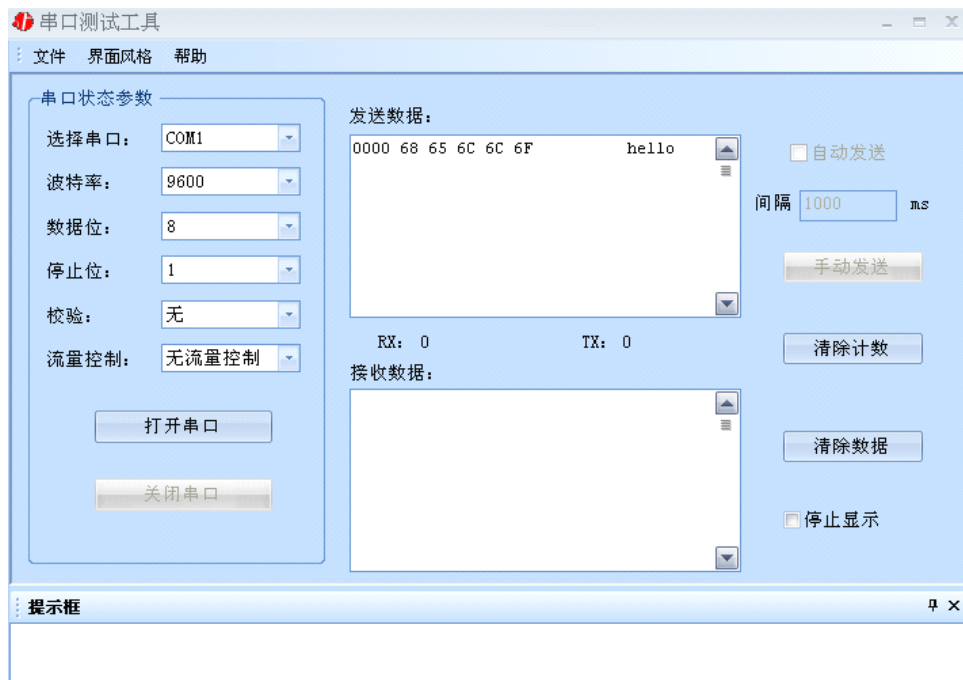 串口测试工具
文件 界面风格 帮助
串口状态参数
选择串口: COM1
波特率: 9600
数据位: 8
停止位: 1
校验: 无
流量控制: 无流量控制
打开串口
关闭串口
发送数据:
0000 68 65 6C 6C 6F hello
RX: 0 TX: 0
接收数据:
自动发送
间隔 1000 ms
手动发送
清除计数
清除数据
停止显示
提示框